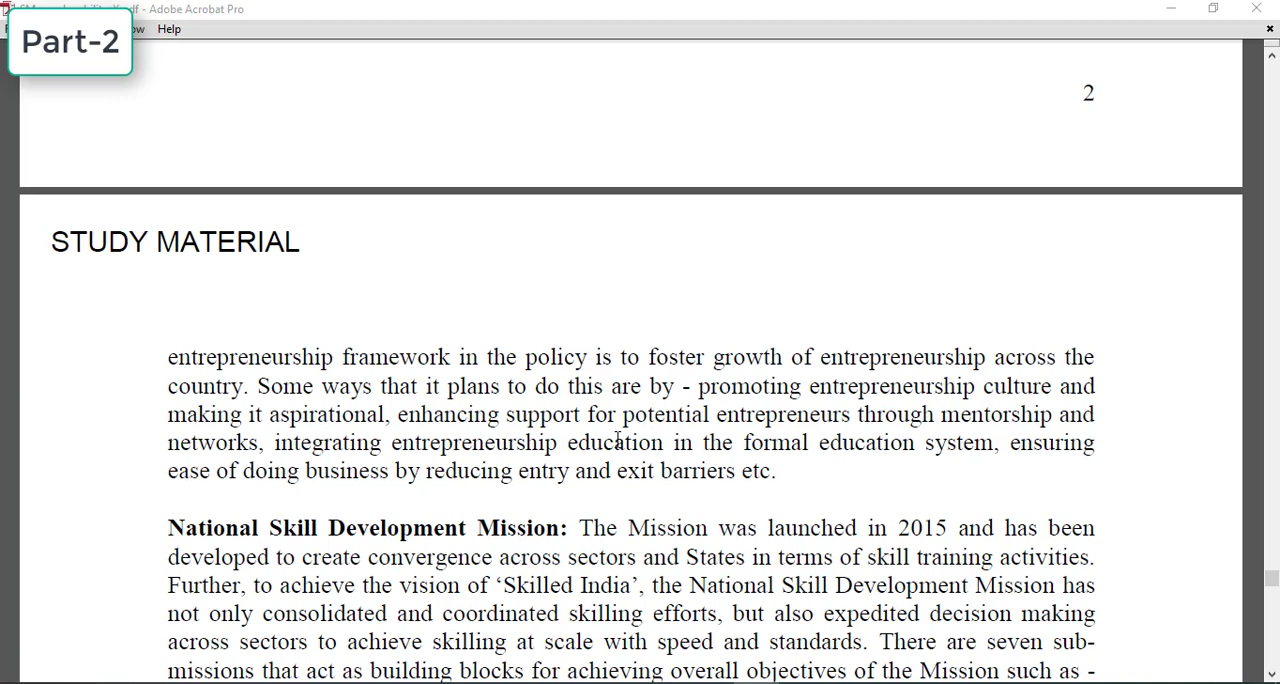 - Adobe Acrobat Pro
Part-2
Help
2
STUDY MATERIAL
entrepreneurship framework in the policy is to foster growth of entrepreneurship across the
country. Some ways that it plans to do this are by - promoting entrepreneurship culture and
making it aspirational, enhancing support for potential entrepreneurs through mentorship and
networks, integrating entrepreneurship education in the formal education system, ensuring
ease of doing business by reducing entry and exit barriers etc.
National Skill Development Mission: The Mission was launched in 2015 and has been
developed to create convergence across sectors and States in terms of skill training activities.
Further, to achieve the vision of ‘Skilled India’, the National Skill Development Mission has
not only consolidated and coordinated skilling efforts, but also expedited decision making
across sectors to achieve skilling at scale with speed and standards. There are seven sub-
missions that act as building blocks for achieving overall objectives of the Mission such as -